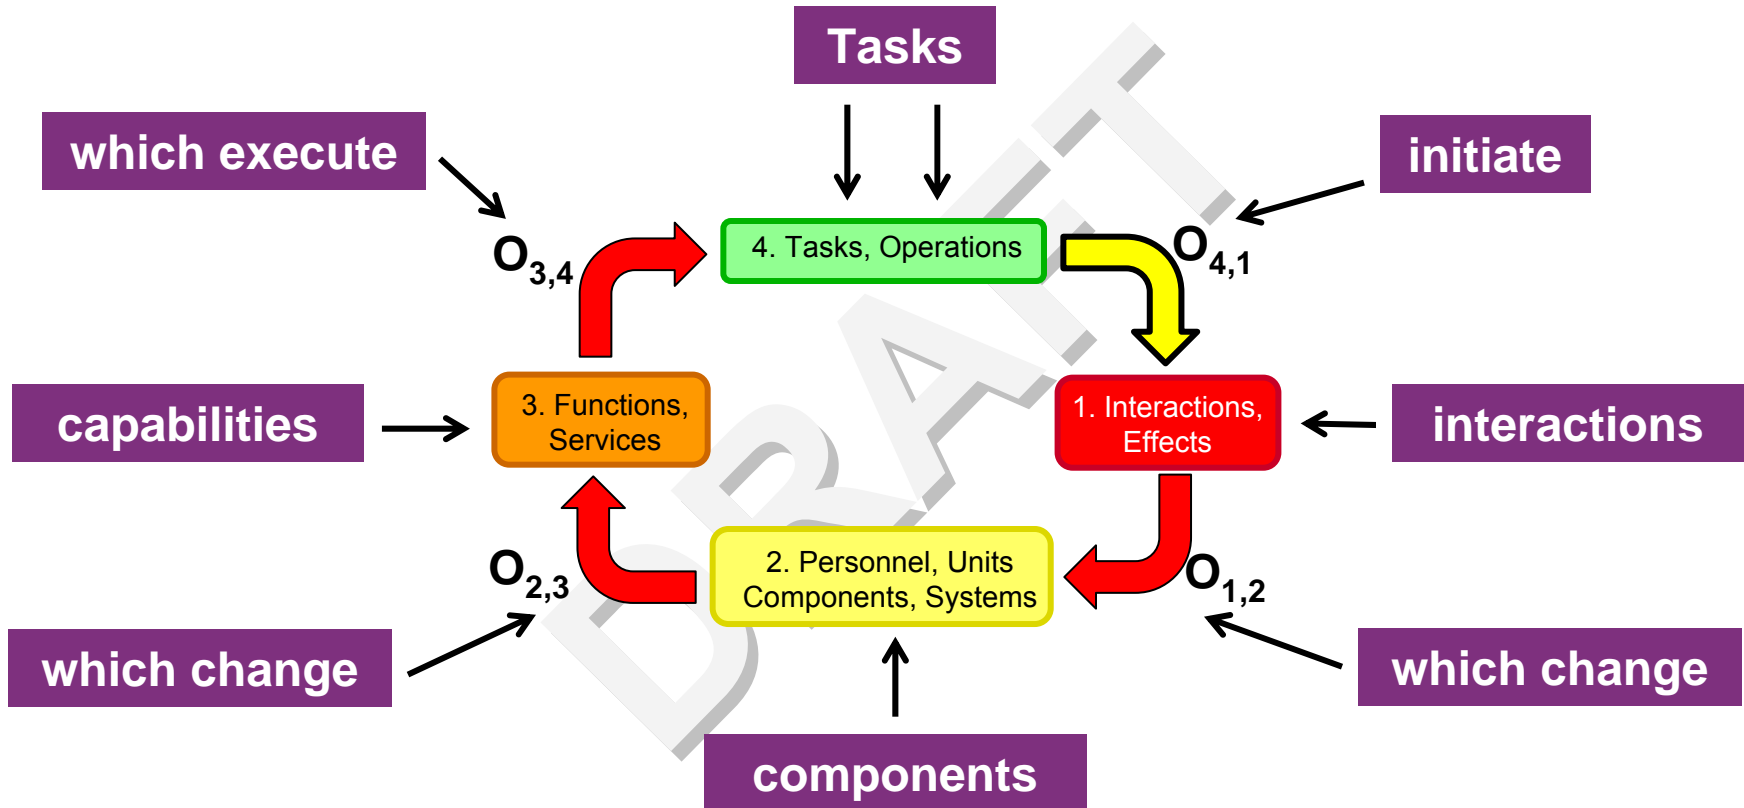 Tasks
which execute
initiate
O3,4
4. Tasks, Operations
O4,1
capabilities
3. Functions,
Services
1. Interactions,
Effects
interactions
DRAFT
O2,3
2. Personnel, Units
Components, Systems
O1,2
which change
which change
components